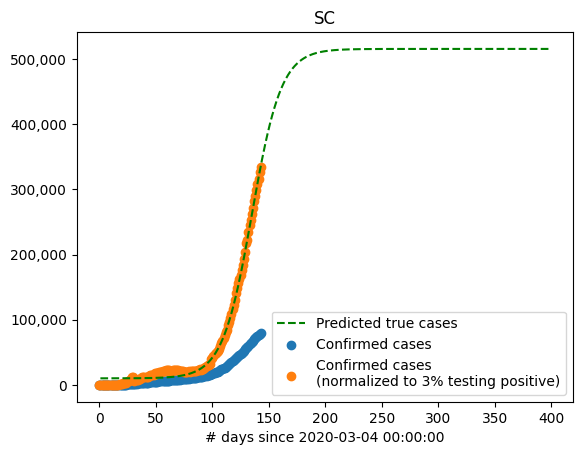 SC
500,000
400,000
300,000
200,000
100,000
0
0 50 100 150 200 250 300 350 400
# days since 2020-03-04 00:00:00
Predicted true cases
Confirmed cases
Confirmed cases
(normalized to 3% testing positive)